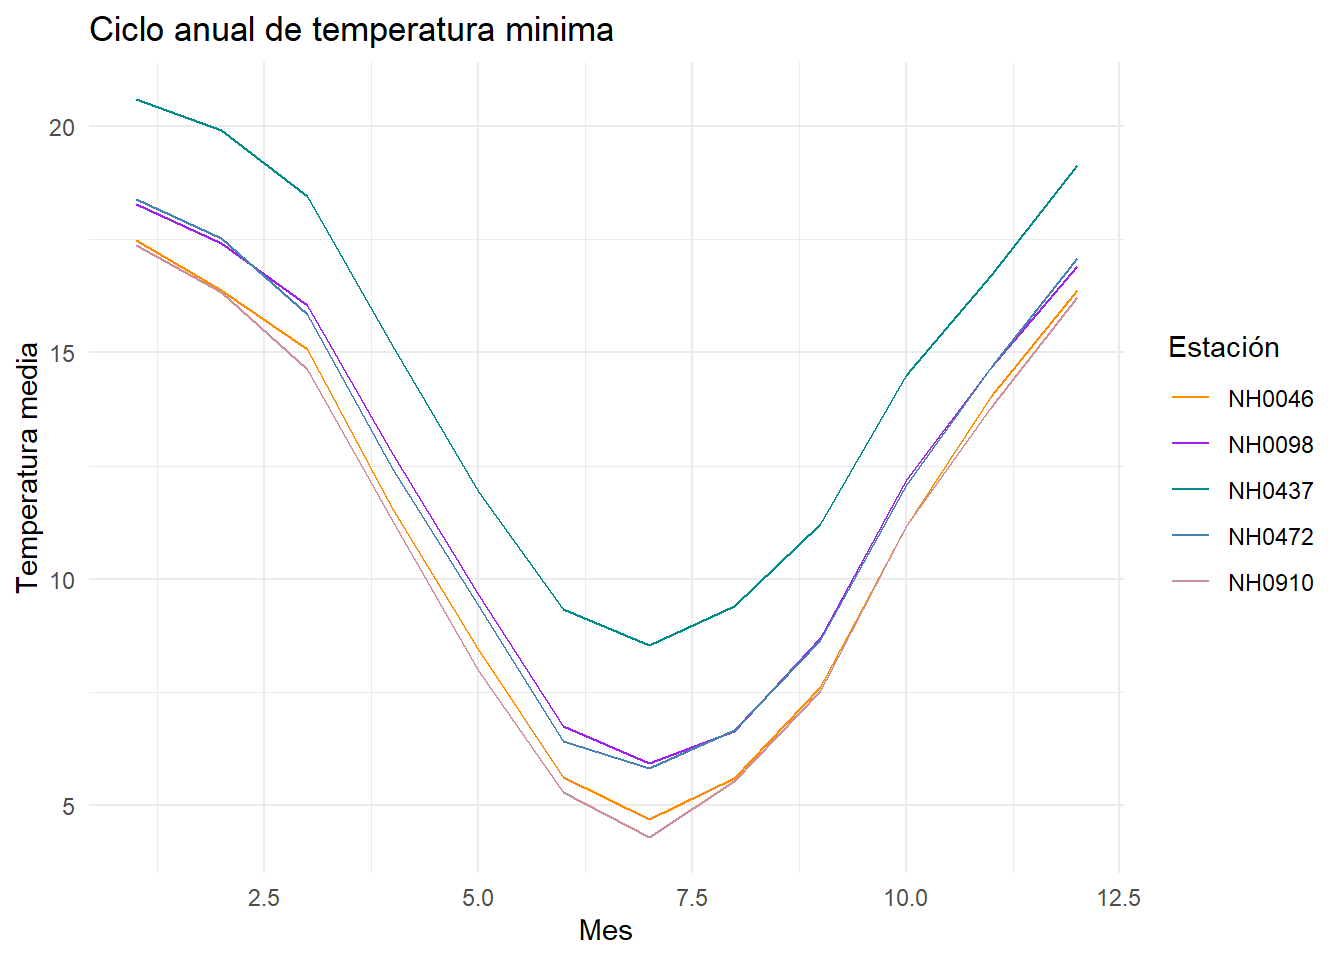 Ciclo anual de temperatura minima
20
15
10
5
Temperatura media
2.5
5.0
7.5
10.0
12.5
Mes
Estación
NH0046
NH0098
NH0437
NH0472
NH0910